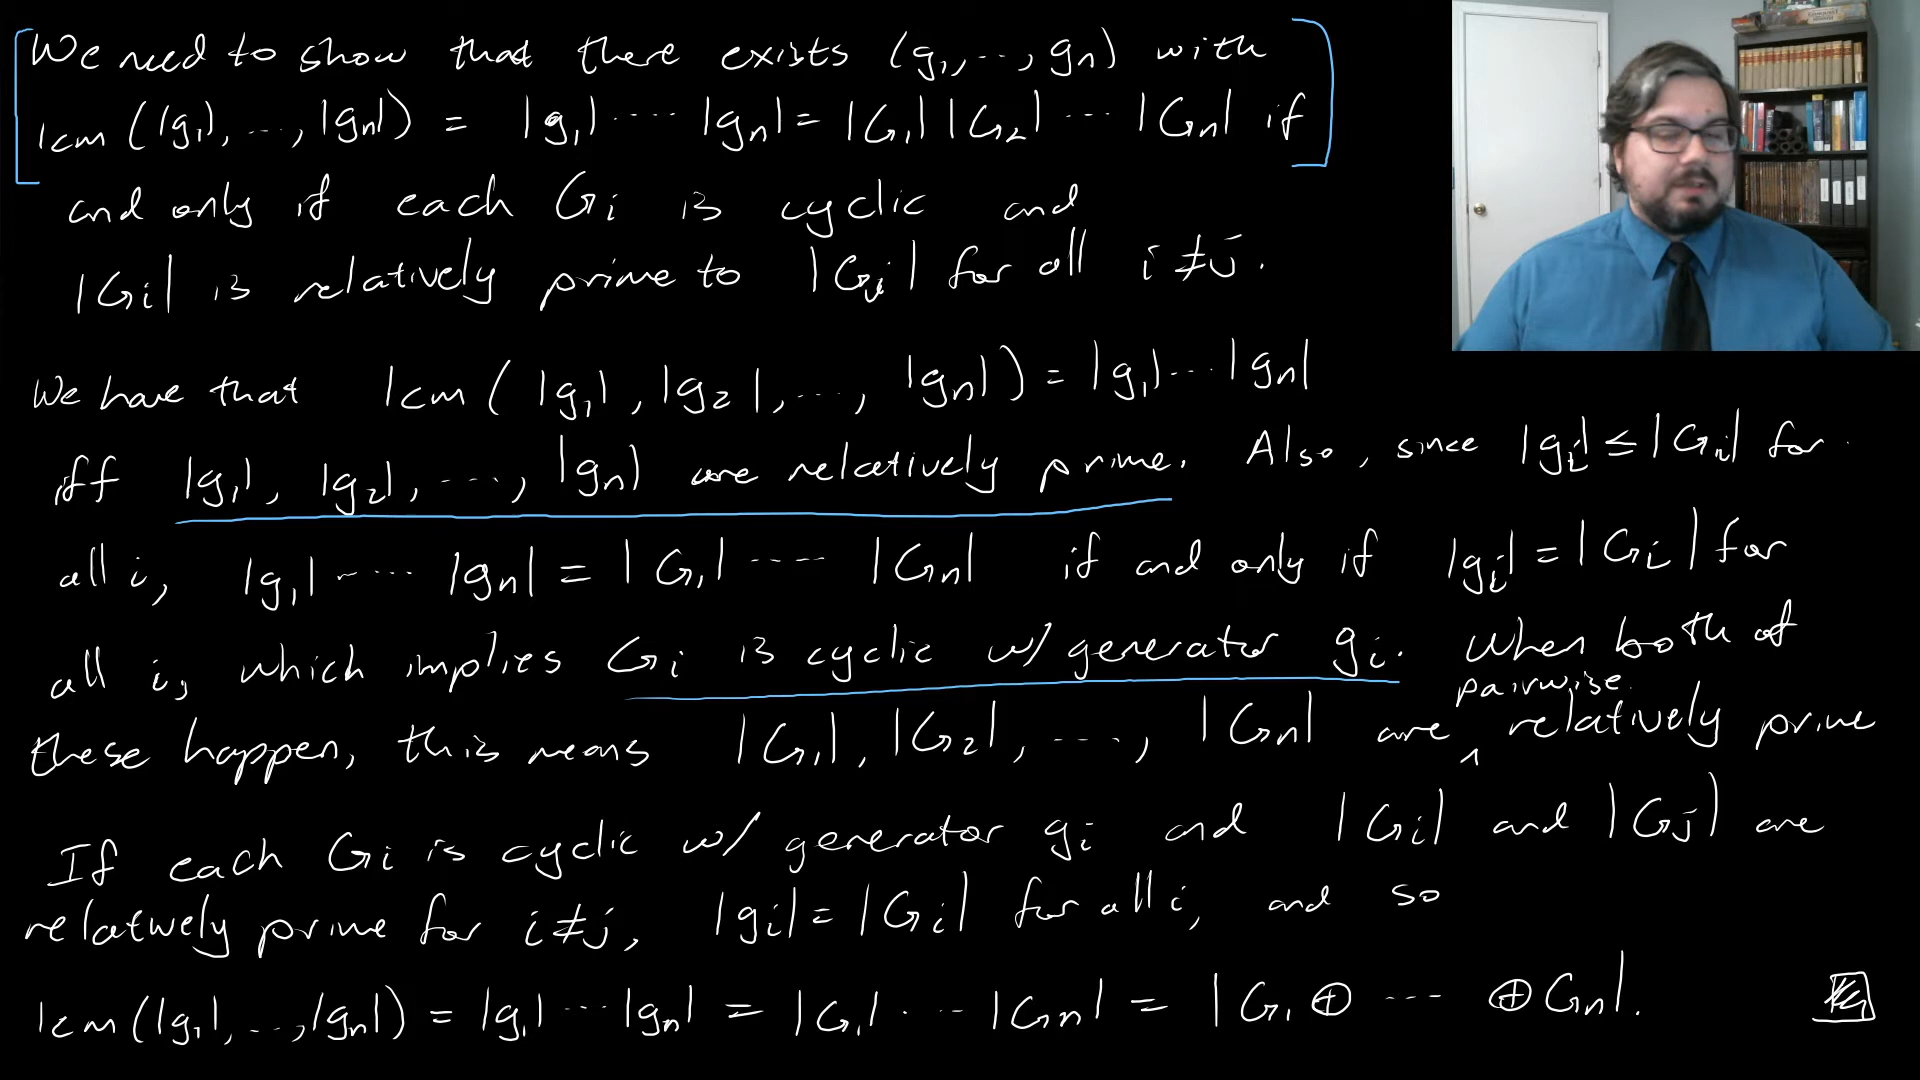 We need to show that there exists (g₁, ..., gₙ) with
lcm(|g₁|, ..., |gₙ|) = |g₁| ···· |gₙ| = |G₁||G₂| ··· |Gₙ| if
and only if each Gᵢ is cyclic and
|Gᵢ| is relatively prime to |Gⱼ| for all i ≠ j.
We have that lcm(|g₁|, |g₂|, ..., |gₙ|) = |g₁| ··· |gₙ|
iff |g₁|, |g₂|, ..., |gₙ| are relatively prime. Also, since |gᵢ| ≤ |Gᵢ| for
all i, |g₁| ···· |gₙ| = |G₁| ···· |Gₙ| if and only if |gᵢ| = |Gᵢ| for
all i, which implies Gᵢ is cyclic w/ generator gᵢ. When both of
pairwise
these happen, this means |G₁|, |G₂|, ...., |Gₙ| are ^ relatively prime
If each Gᵢ is cyclic w/ generator gᵢ and |Gᵢ| and |Gⱼ| are
relatively prime for i ≠ j, |gᵢ| = |Gᵢ| for all i, and so
lcm(|g₁|, ..., |gₙ|) = |g₁| ··· |gₙ| = |G₁| ··· |Gₙ| = |G₁ ⊕ ··· ⊕ Gₙ|.